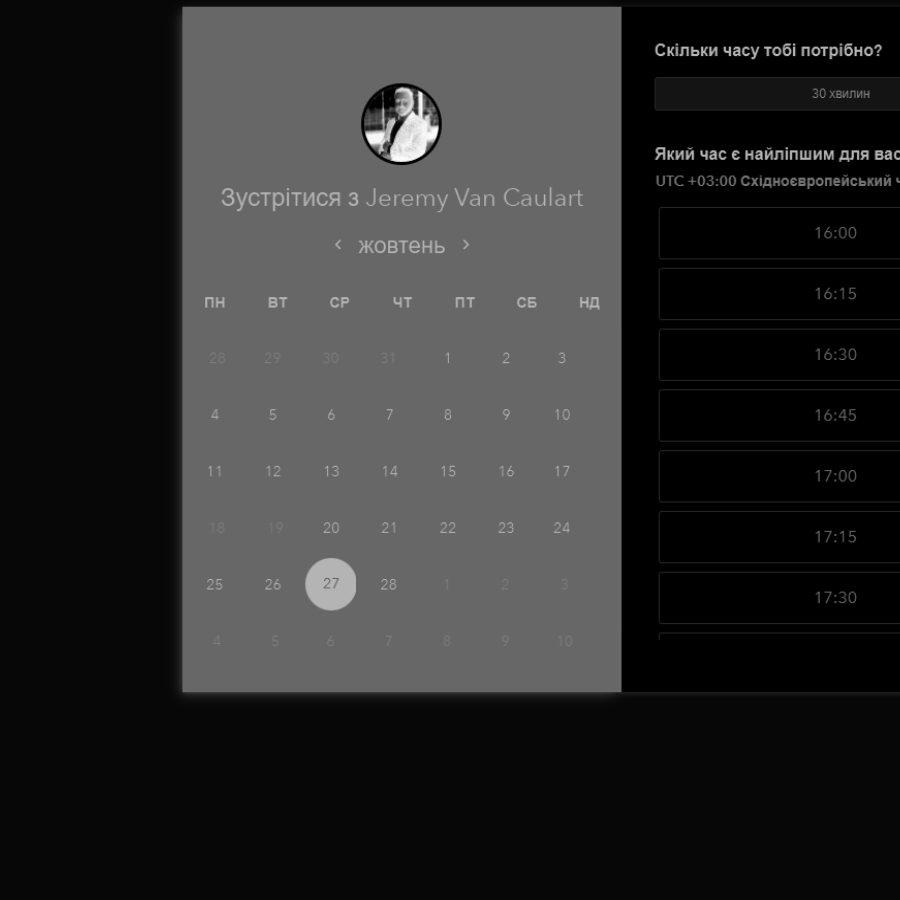 Зустрітися з Jeremy Van Caulart
‹ жовтень ›
ПН ВТ СР ЧТ ПТ СБ НД
28 29 30 31 1 2 3
4 5 6 7 8 9 10
11 12 13 14 15 16 17
18 19 20 21 22 23 24
25 26 27 28 1 2 3
4 5 6 7 8 9 10
Скільки часу тобі потрібно?
30 хвилин
Який час є найліпшим для вас
UTC +03:00 Східноєвропейський
16:00
16:15
16:30
16:45
17:00
17:15
17:30